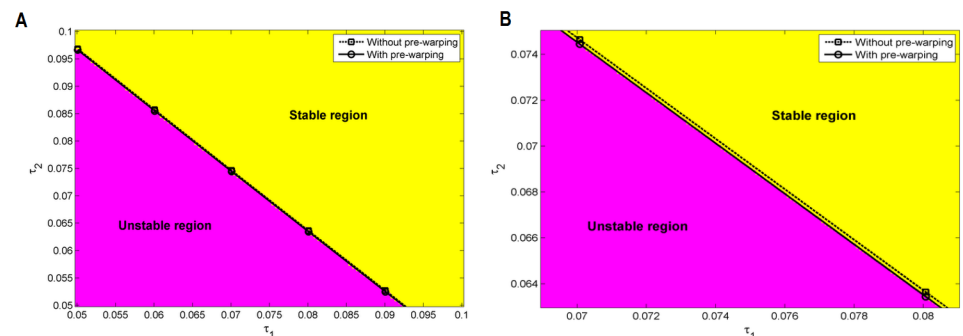 A
0.1
0.095
0.09
0.085
0.08
0.075
0.07
0.065
0.06
0.055
0.05
τ2
Without pre-warping
With pre-warping
Stable region
Unstable region
0.05 0.055 0.06 0.065 0.07 0.075 0.08 0.085 0.09 0.095 0.1
τ1
B
0.074
0.072
0.07
0.068
0.066
0.064
τ2
Without pre-warping
With pre-warping
Stable region
Unstable region
0.07 0.072 0.074 0.076 0.078 0.08
τ1